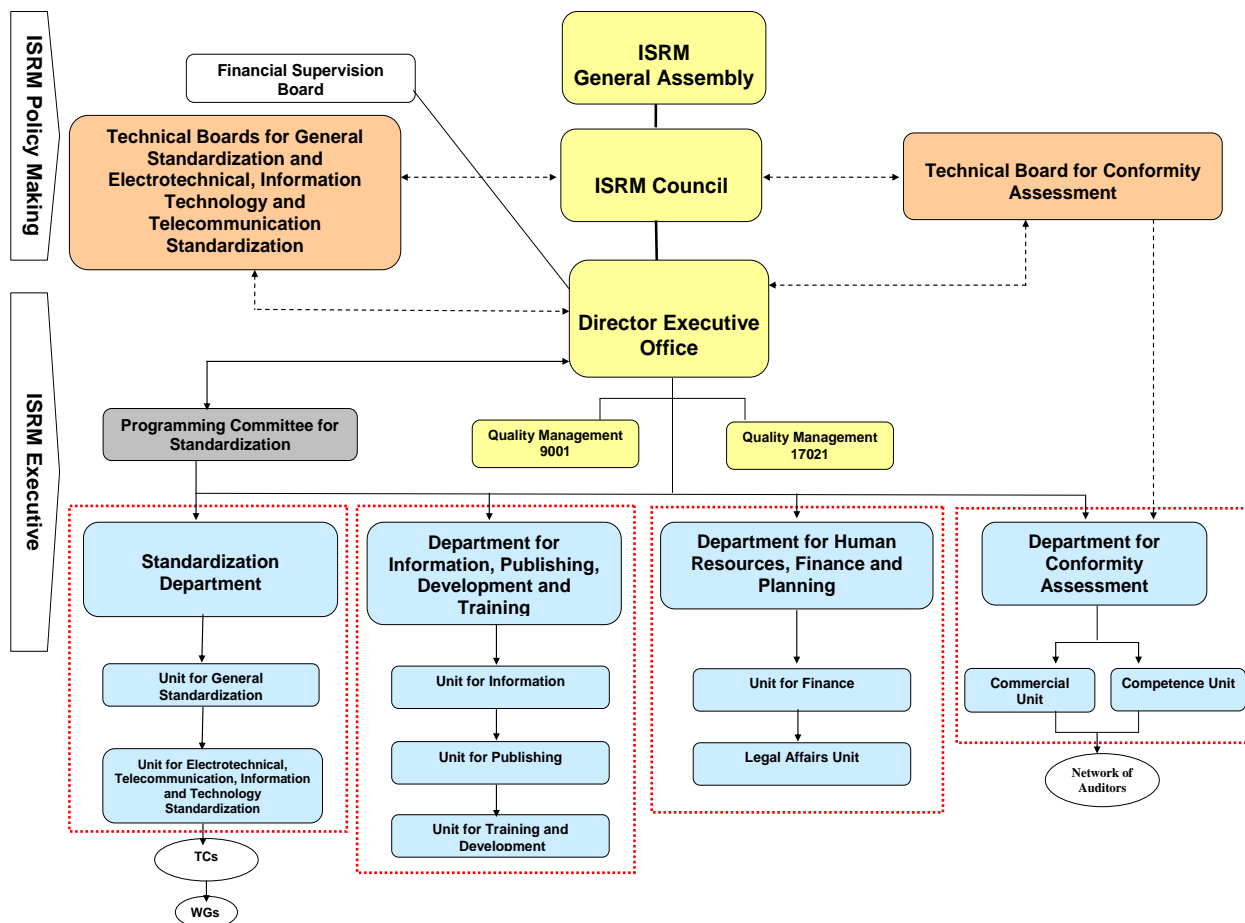 ISRM Policy Making
ISRM
General Assembly
Financial Supervision
Board
Technical Boards for General
Standardization and
Electrotechnical, Information
Technology and
Telecommunication
Standardization
ISRM Council
Technical Board for Conformity
Assessment
ISRM Executive
Director Executive
Office
Programming Committee for
Standardization
Quality Management
9001
Quality Management
17021
Standardization
Department
Department for
Information, Publishing,
Development and
Training
Department for Human
Resources, Finance and
Planning
Department for
Conformity
Assessment
Unit for General
Standardization
Unit for Information
Unit for Finance
Commercial
Unit
Competence Unit
Unit for Electrotechnical,
Telecommunication, Information
and Technology
Standardization
Unit for Publishing
Legal Affairs Unit
Network of
Auditors
Unit for Training and
Development
TCs
WGs